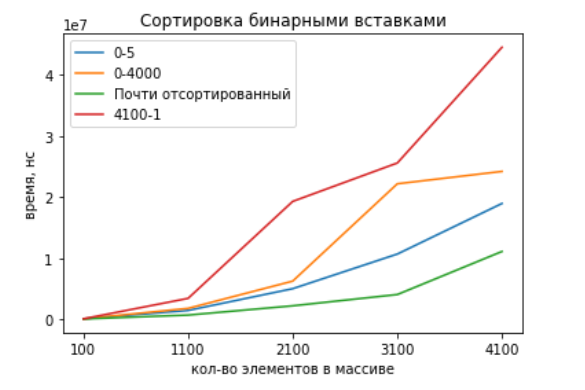 Сортировка бинарными вставками
1e7
0-5
0-4000
Почти отсортированный
4100-1
4
3
2
1
0
время, нс
100 1100 2100 3100 4100
кол-во элементов в массиве